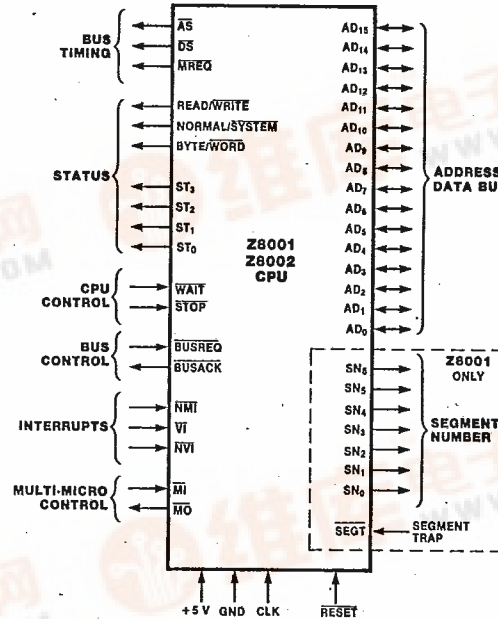 BUS TIMING
AS
DS
MREQ
STATUS
READ/WRITE
NORMAL/SYSTEM
BYTE/WORD
ST3
ST2
ST1
ST0
CPU CONTROL
WAIT
STOP
BUS CONTROL
BUSREQ
BUSACK
INTERRUPTS
NMI
VI
NVI
MULTI-MICRO CONTROL
MI
MO
Z8001
Z8002
CPU
AD15
AD14
AD13
AD12
AD11
AD10
AD9
AD8
AD7
AD6
AD5
AD4
AD3
AD2
AD1
AD0
ADDRESS
DATA BU
Z8001
ONLY
SN6
SN5
SN4
SN3
SN2
SN1
SN0
SEGMENT
NUMBER
SEGT
SEGMENT
TRAP
+5 V GND CLK RESET